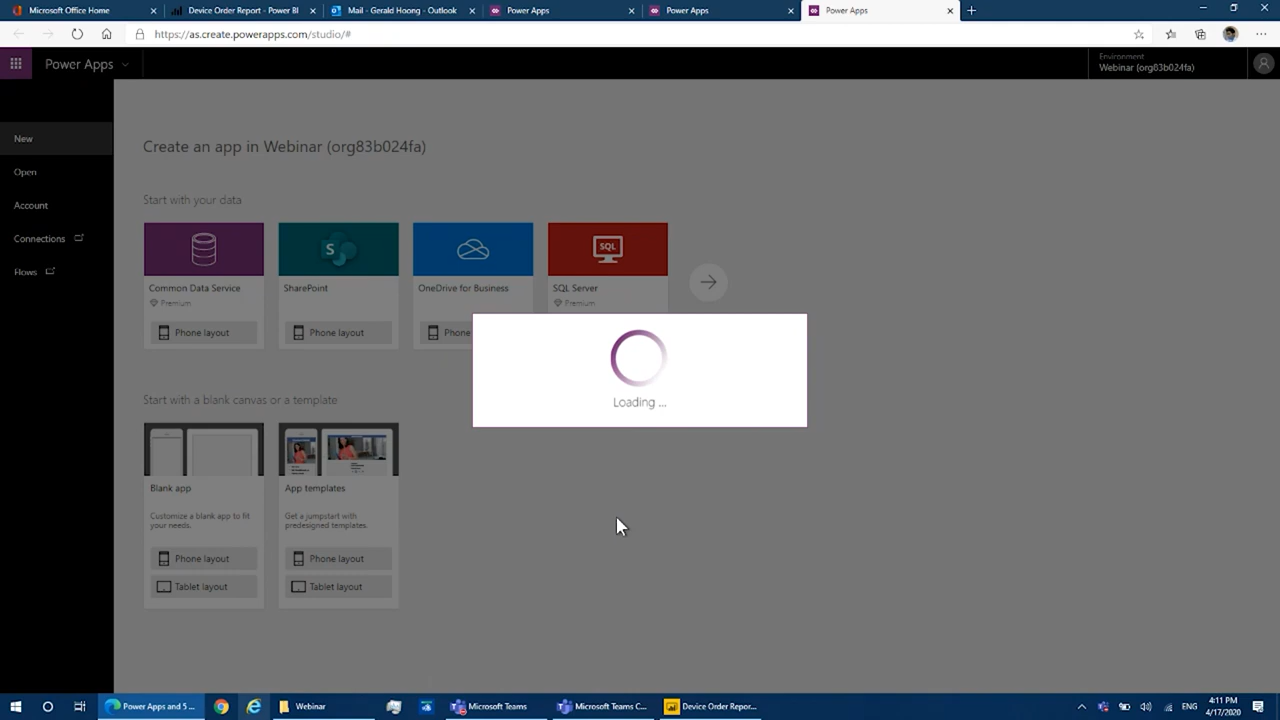 Microsoft Office Home
Device Order Report - Power BI
Mail - Gerald Hoong - Outlook
Power Apps
Power Apps
Power Apps
https://as.create.powerapps.com/studio/#
Power Apps
Environment
Webinar (org83b024fa)
New
Open
Account
Connections
Flows
Create an app in Webinar (org83b024fa)
Start with your data
SQL
S
Common Data Service
SharePoint
OneDrive for Business
SQL Server
Premium
Premium
Phone layout
Phone layout
Phone
Loading ...
Start with a blank canvas or a template
Blank app
App templates
Customize a blank app to fit
your needs.
Get a jumpstart with
predesigned templates.
Phone layout
Phone layout
Tablet layout
Tablet layout
Power Apps and 5 ...
Webinar
Microsoft Teams
Microsoft Teams C...
Device Order Repor...
ENG
4:11 PM
4/17/2020